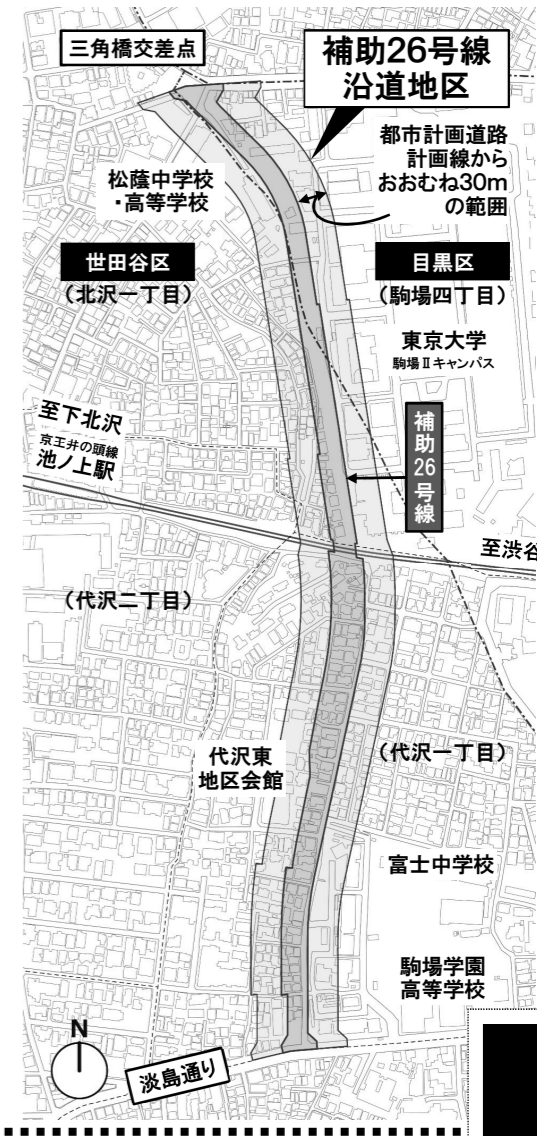 三角橋交差点
補助26号線
沿道地区
都市計画道路
計画線から
おおむね30m
の範囲
松蔭中学校
・高等学校
世田谷区
(北沢一丁目)
目黒区
(駒場四丁目)
東京大学
駒場Ⅱキャンパス
至下北沢
京王井の頭線
池ノ上駅
補助26号線
至渋谷
(代沢二丁目)
代沢東
地区会館
(代沢一丁目)
富士中学校
駒場学園
高等学校
N
淡島通り